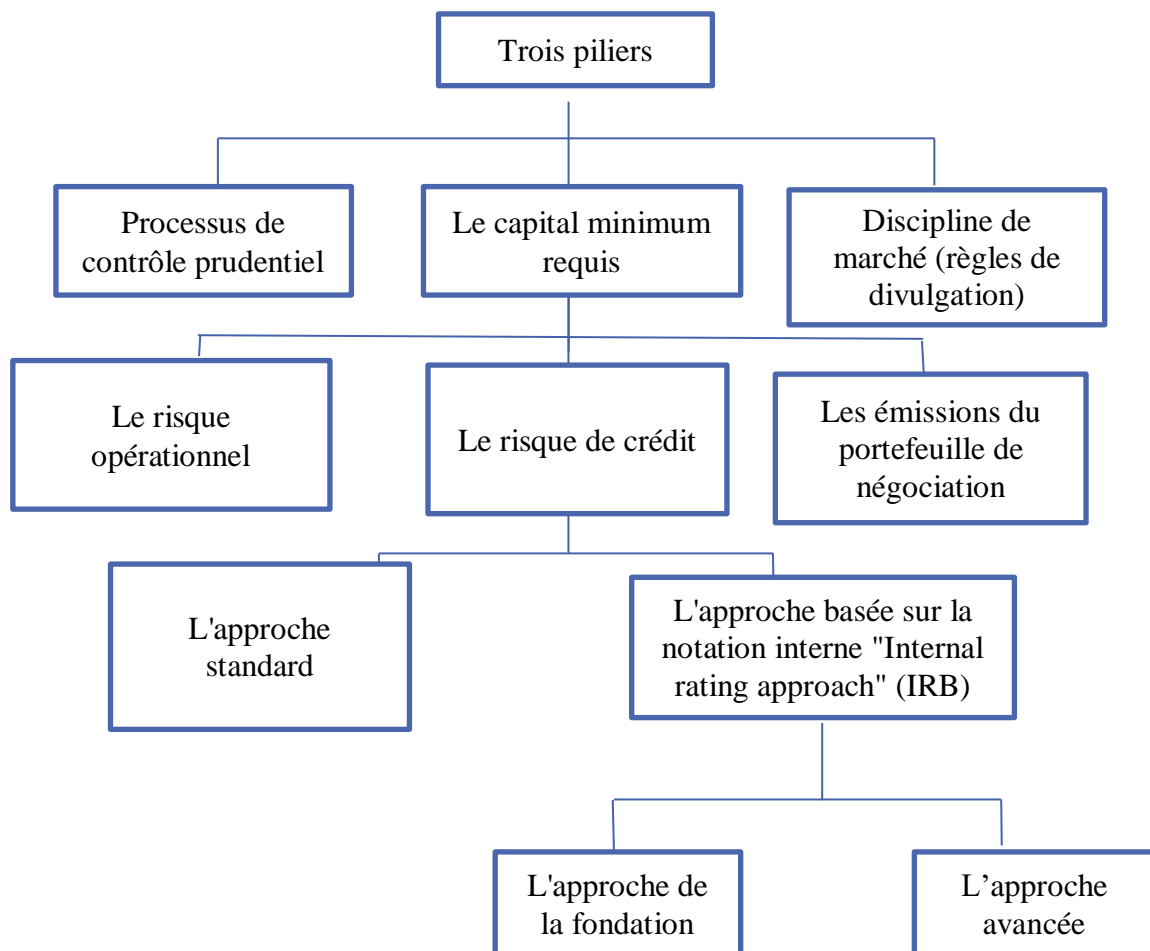 Trois piliers
Processus de
contrôle prudentiel
Le capital minimum
requis
Discipline de
marché (règles de
divulgation)
Le risque
opérationnel
Le risque de crédit
Les émissions du
portefeuille de
négociation
L'approche
standard
L'approche basée sur la
notation interne "Internal
rating approach" (IRB)
L'approche de
la fondation
L’approche
avancée